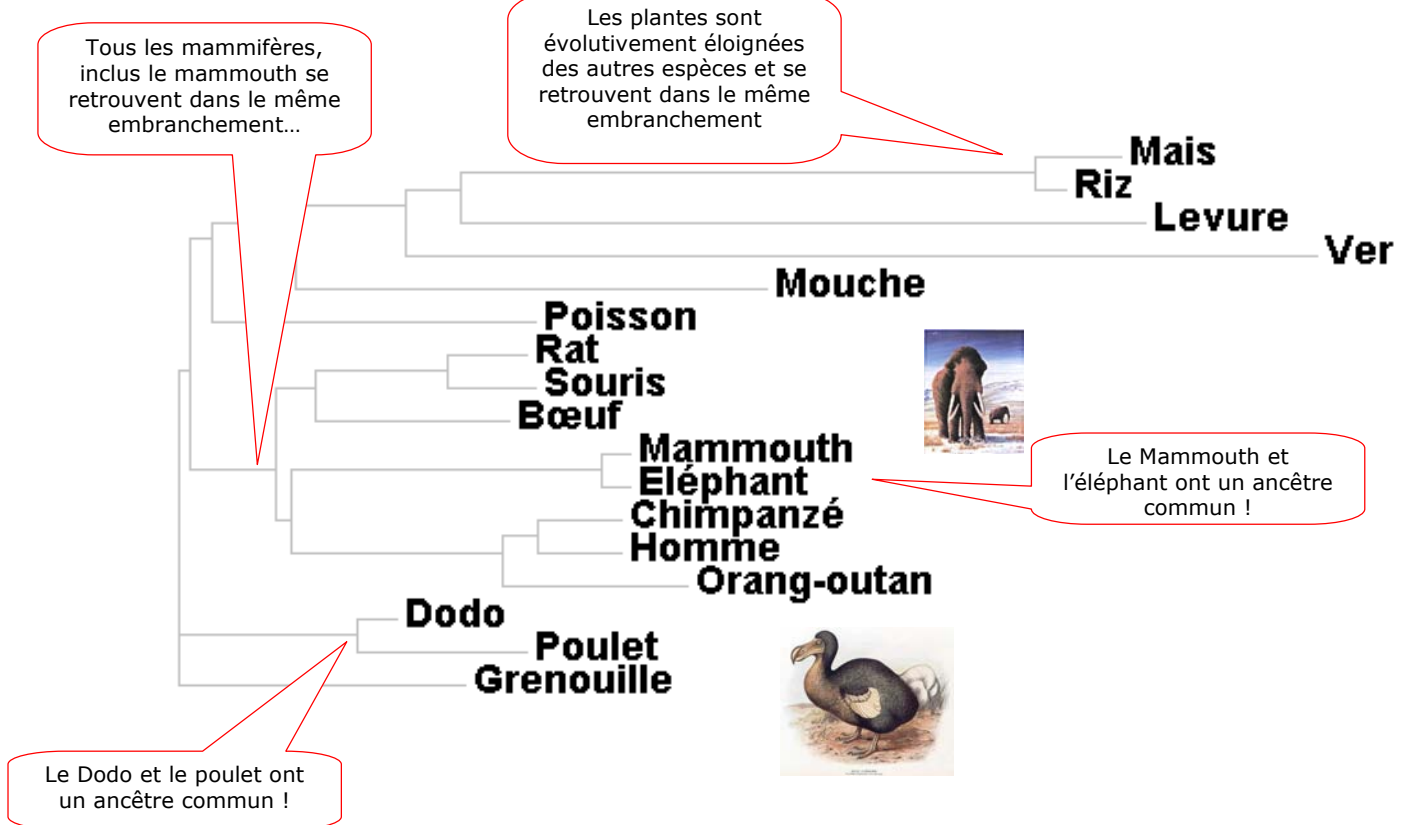 Tous les mammifères,
inclus le mammouth se
retrouvent dans le même
embranchement…
Les plantes sont
évolutivement éloignées
des autres espèces et se
retrouvent dans le même
embranchement
Mais
Riz
Levure
Ver
Mouche
Poisson
Rat
Souris
Bœuf
Mammouth
Eléphant
Chimpanzé
Homme
Orang-outan
Dodo
Poulet
Grenouille
Le Mammouth et
l’éléphant ont un ancêtre
commun !
Le Dodo et le poulet ont
un ancêtre commun !